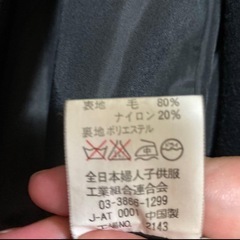 表地 毛 80%
ナイロン 20%
裏地 ポリエステル
全日本婦人子供服
工業組合連合会
03-3868-1299
J-AT 0001 中国製
2143